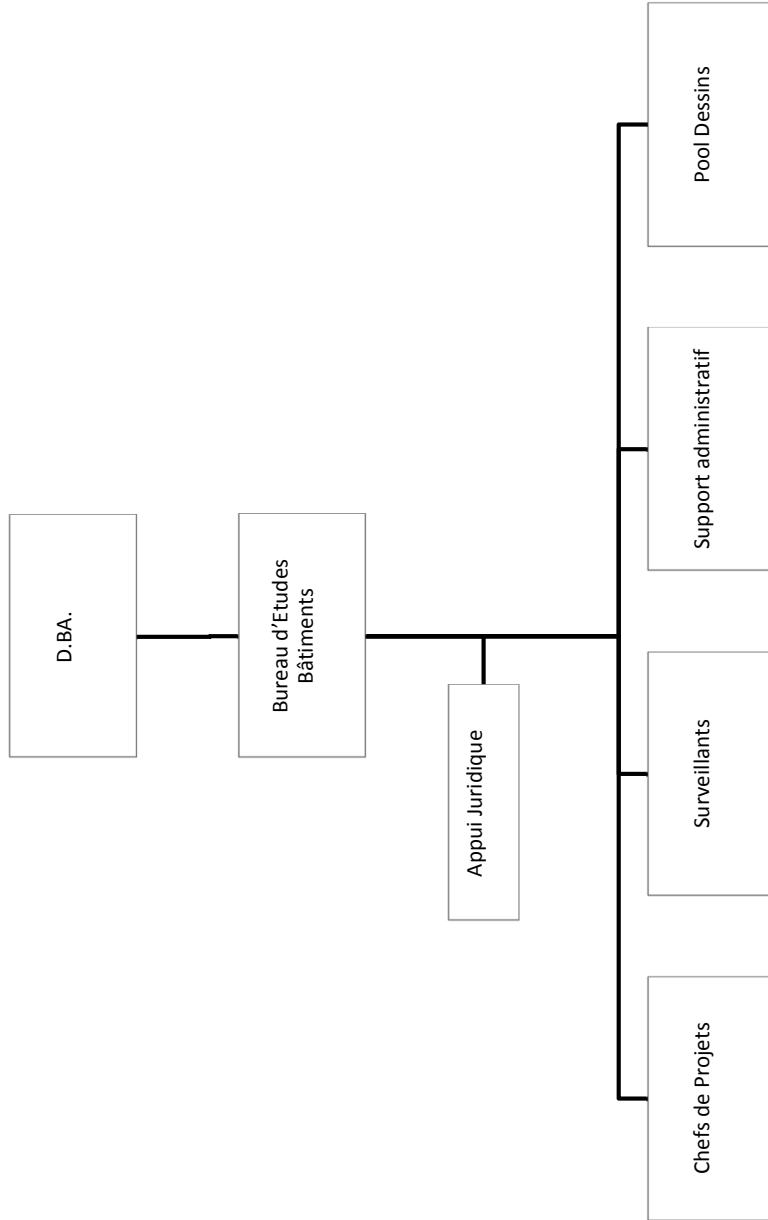 D.BA.
Bureau d’Etudes
Bâtiments
Appui Juridique
Chefs de Projets
Surveillants
Support administratif
Pool Dessins